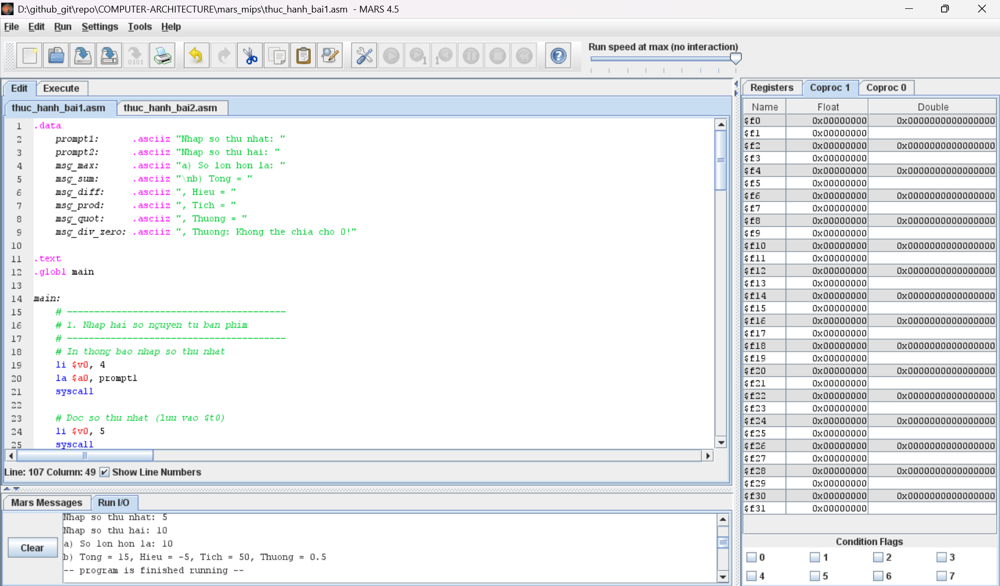 D:\github_git\repo\COMPUTER-ARCHITECTURE\mars_mips\thuc_hanh_bai1.asm - MARS 4.5
File Edit Run Settings Tools Help
Run speed at max (no interaction)
Edit Execute
thuc_hanh_bai1.asm thuc_hanh_bai2.asm
1 .data
2 prompt1: .asciiz "Nhap so thu nhat: "
3 prompt2: .asciiz "Nhap so thu hai: "
4 msg_max: .asciiz "a) So lon hon la: "
5 msg_sum: .asciiz "\nb) Tong = "
6 msg_diff: .asciiz ", Hieu = "
7 msg_prod: .asciiz ", Tich = "
8 msg_quot: .asciiz ", Thuong = "
9 msg_div_zero: .asciiz ", Thuong: Khong the chia cho 0!"
10
11 .text
12 .globl main
13
14 main:
15 # ----------------------------------------
16 # 1. Nhap hai so nguyen tu ban phim
17 # ----------------------------------------
18 # In thong bao nhap so thu nhat
19 li $v0, 4
20 la $a0, prompt1
21 syscall
22
23 # Doc so thu nhat (luu vao $t0)
24 li $v0, 5
25 syscall
Line: 107 Column: 49 Show Line Numbers
Mars Messages Run I/O
Clear
Nhap so thu nhat: 5
Nhap so thu hai: 10
a) So lon hon la: 10
b) Tong = 15, Hieu = -5, Tich = 50, Thuong = 0.5
-- program is finished running --
Registers Coproc 1 Coproc 0
Name Float Double
$f0 0x00000000 0x0000000000000000
$f1 0x00000000
$f2 0x00000000 0x0000000000000000
$f3 0x00000000
$f4 0x00000000 0x0000000000000000
$f5 0x00000000
$f6 0x00000000 0x0000000000000000
$f7 0x00000000
$f8 0x00000000 0x0000000000000000
$f9 0x00000000
$f10 0x00000000 0x0000000000000000
$f11 0x00000000
$f12 0x00000000 0x0000000000000000
$f13 0x00000000
$f14 0x00000000 0x0000000000000000
$f15 0x00000000
$f16 0x00000000 0x0000000000000000
$f17 0x00000000
$f18 0x00000000 0x0000000000000000
$f19 0x00000000
$f20 0x00000000 0x0000000000000000
$f21 0x00000000
$f22 0x00000000 0x0000000000000000
$f23 0x00000000
$f24 0x00000000 0x0000000000000000
$f25 0x00000000
$f26 0x00000000 0x0000000000000000
$f27 0x00000000
$f28 0x00000000 0x0000000000000000
$f29 0x00000000
$f30 0x00000000 0x0000000000000000
$f31 0x00000000
Condition Flags
0 1 2 3
4 5 6 7